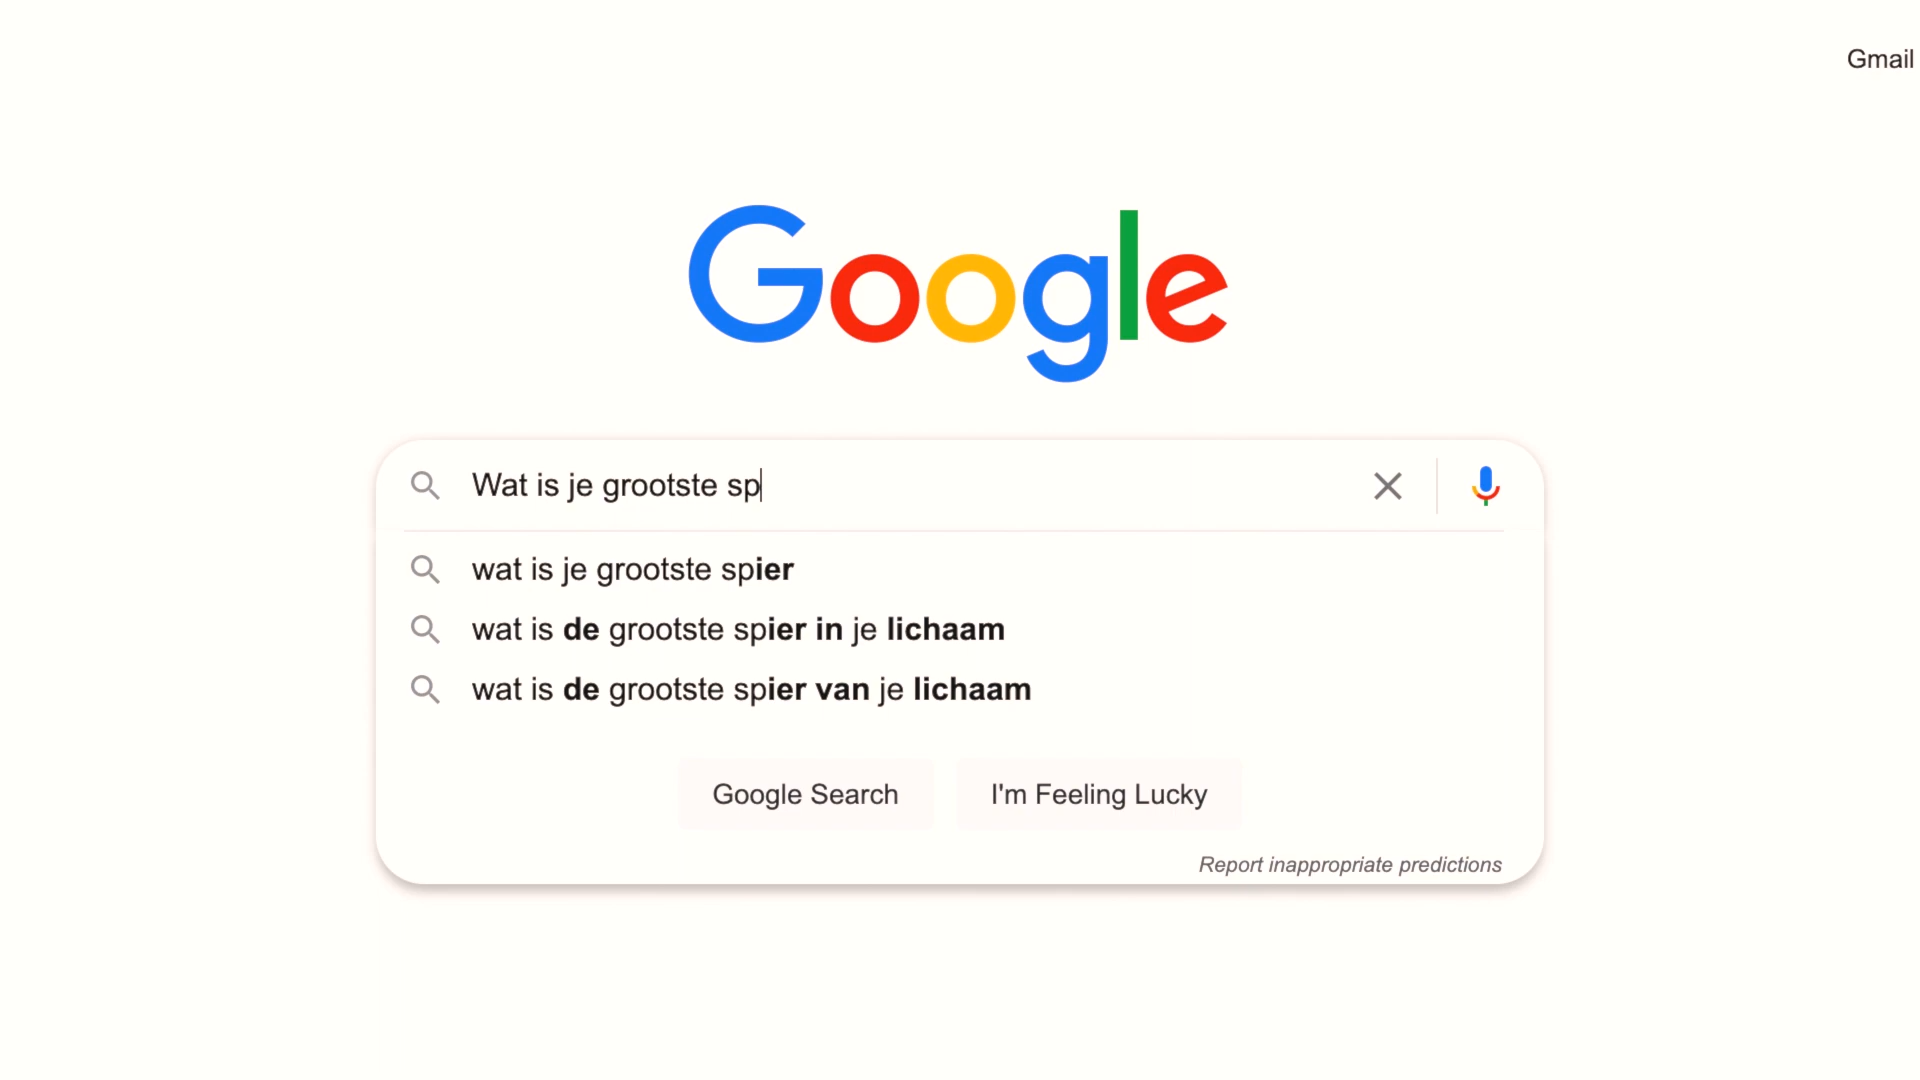 Gmail
Google
Wat is je grootste sp
wat is je grootste spier
wat is de grootste spier in je lichaam
wat is de grootste spier van je lichaam
Google Search I'm Feeling Lucky
Report inappropriate predictions